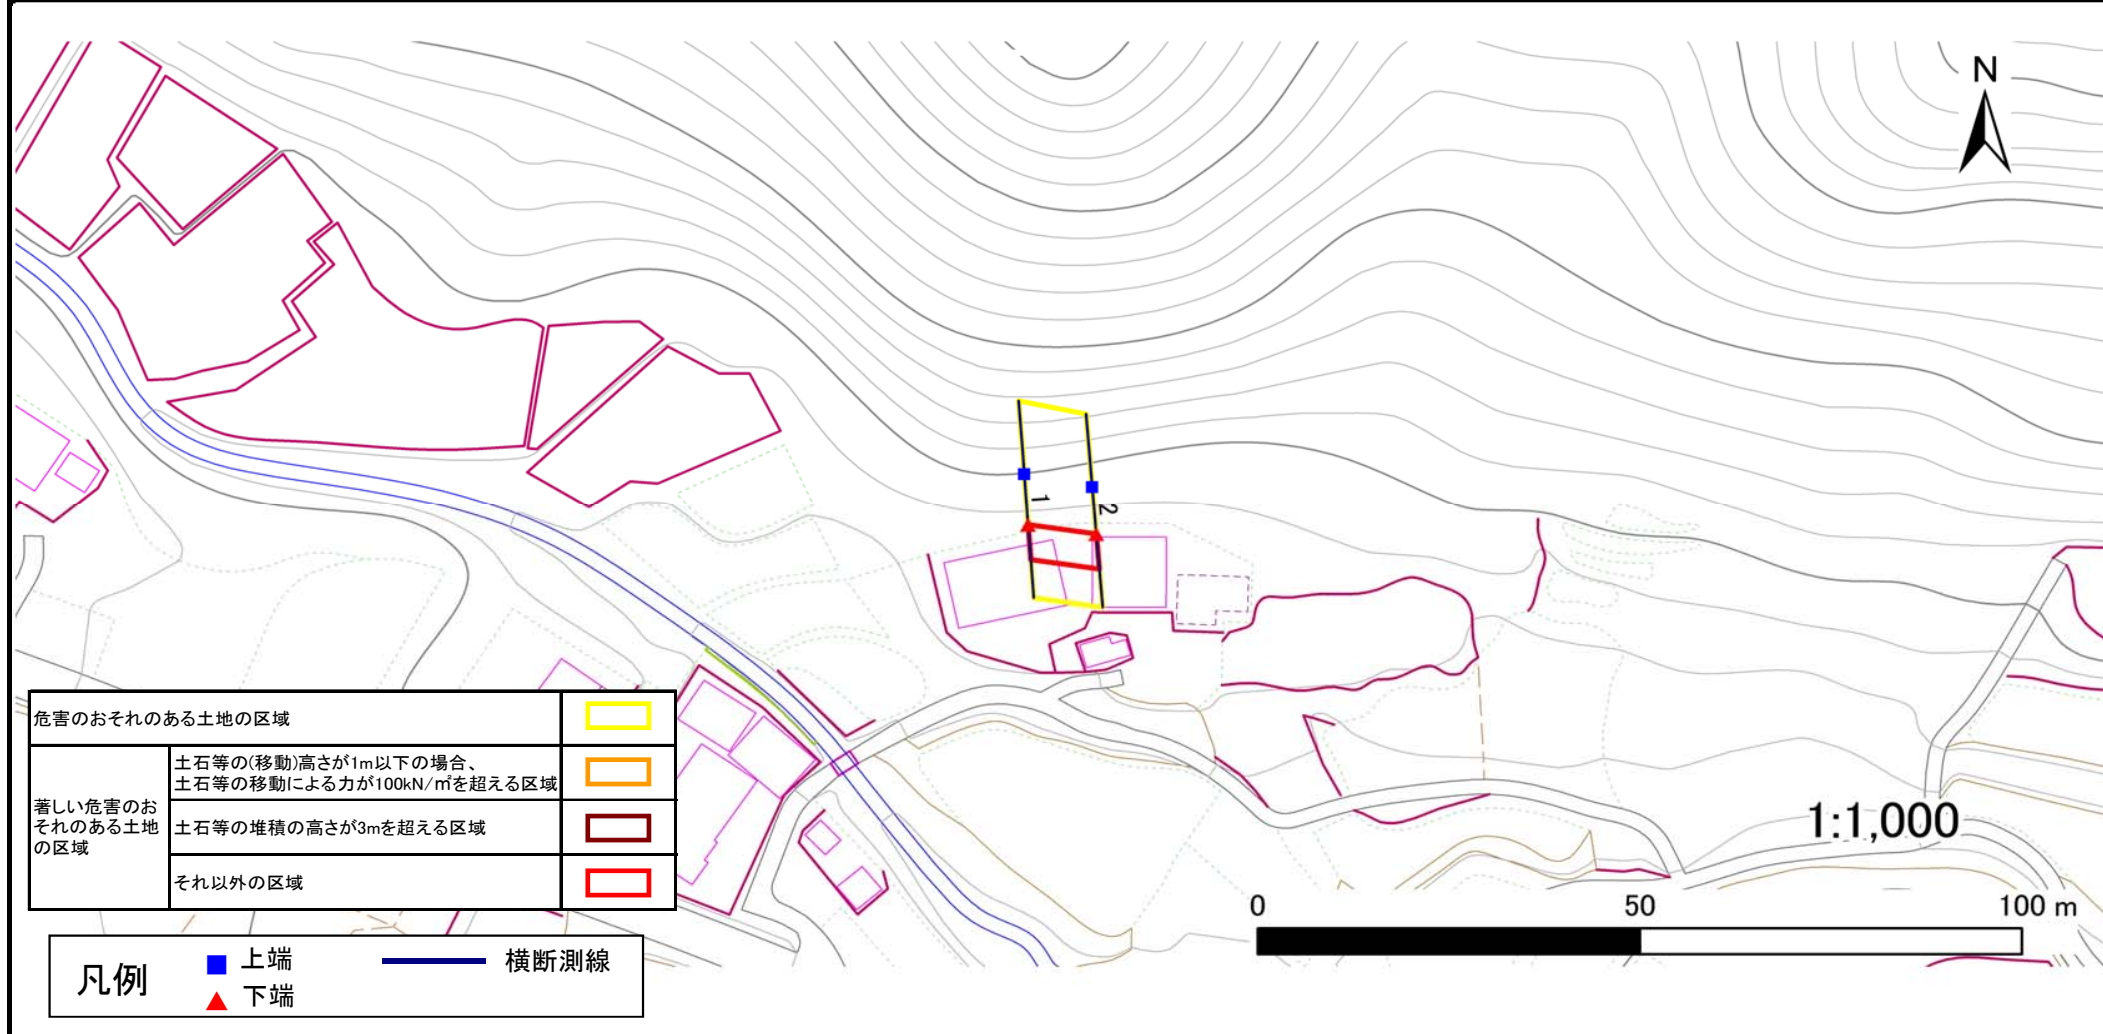 N
1
2
危害のおそれのある土地の区域
著しい危害のお
それのある土地
の区域
土石等の(移動)高さが1m以下の場合、
土石等の移動による力が100kN/㎡を超える区域
土石等の堆積の高さが3mを超える区域
それ以外の区域
1:1,000
0 50 100 m
凡例
上端
横断測線
下端